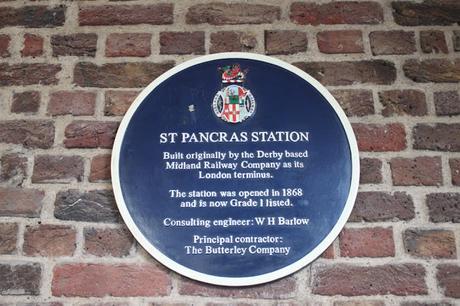 ST PANCRAS STATION
Built originally by the Derby based
Midland Railway Company as its
London terminus.
The station was opened in 1868
and is now Grade 1 listed.
Consulting engineer: W H Barlow
Principal contractor:
The Butterley Company